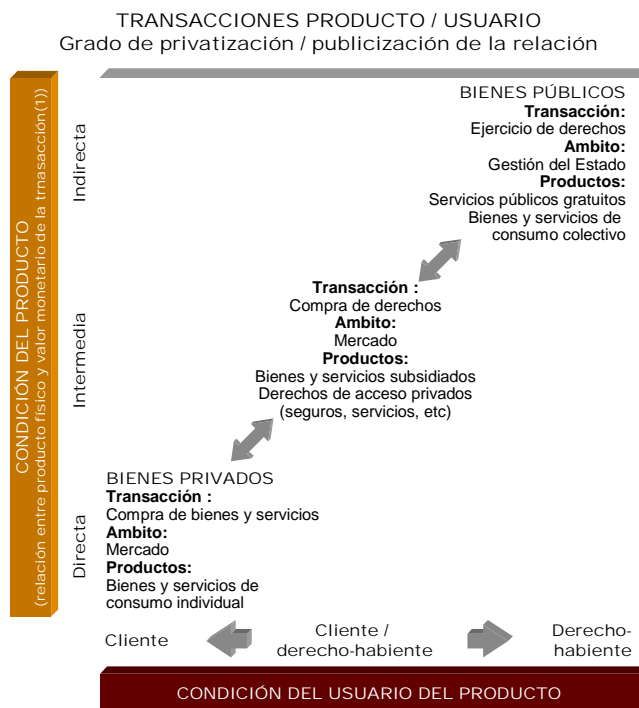 TRANSACCIONES PRODUCTO / USUARIO
Grado de privatización / publicización de la relación
CONDICIÓN DEL PRODUCTO
(relación entre producto físico y valor monetario de la trnasacción(1))
Indirecta
Intermedia
Directa
BIENES PÚBLICOS
Transacción:
Ejercicio de derechos
Ambito:
Gestión del Estado
Productos:
Servicios públicos gratuitos
Bienes y servicios de
consumo colectivo
Transacción :
Compra de derechos
Ambito:
Mercado
Productos:
Bienes y servicios subsidiados
Derechos de acceso privados
(seguros, servicios, etc)
BIENES PRIVADOS
Transacción :
Compra de bienes y servicios
Ambito:
Mercado
Productos:
Bienes y servicios de
consumo individual
Cliente
Cliente /
derecho-habiente
Derecho-
habiente
CONDICIÓN DEL USUARIO DEL PRODUCTO